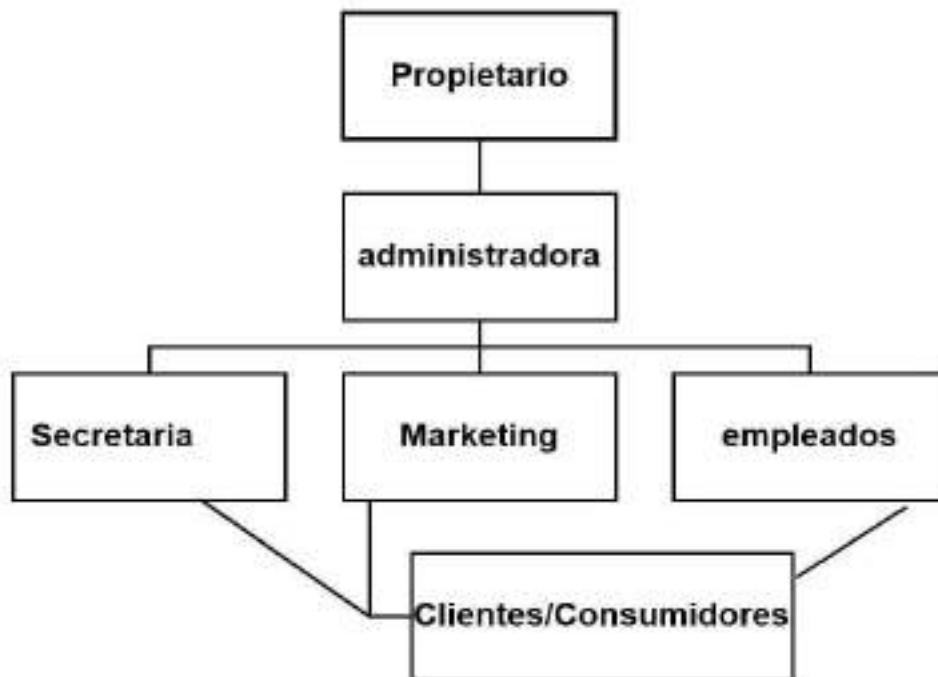 Propietario
administradora
Secretaria
Marketing
empleados
Clientes/Consumidores